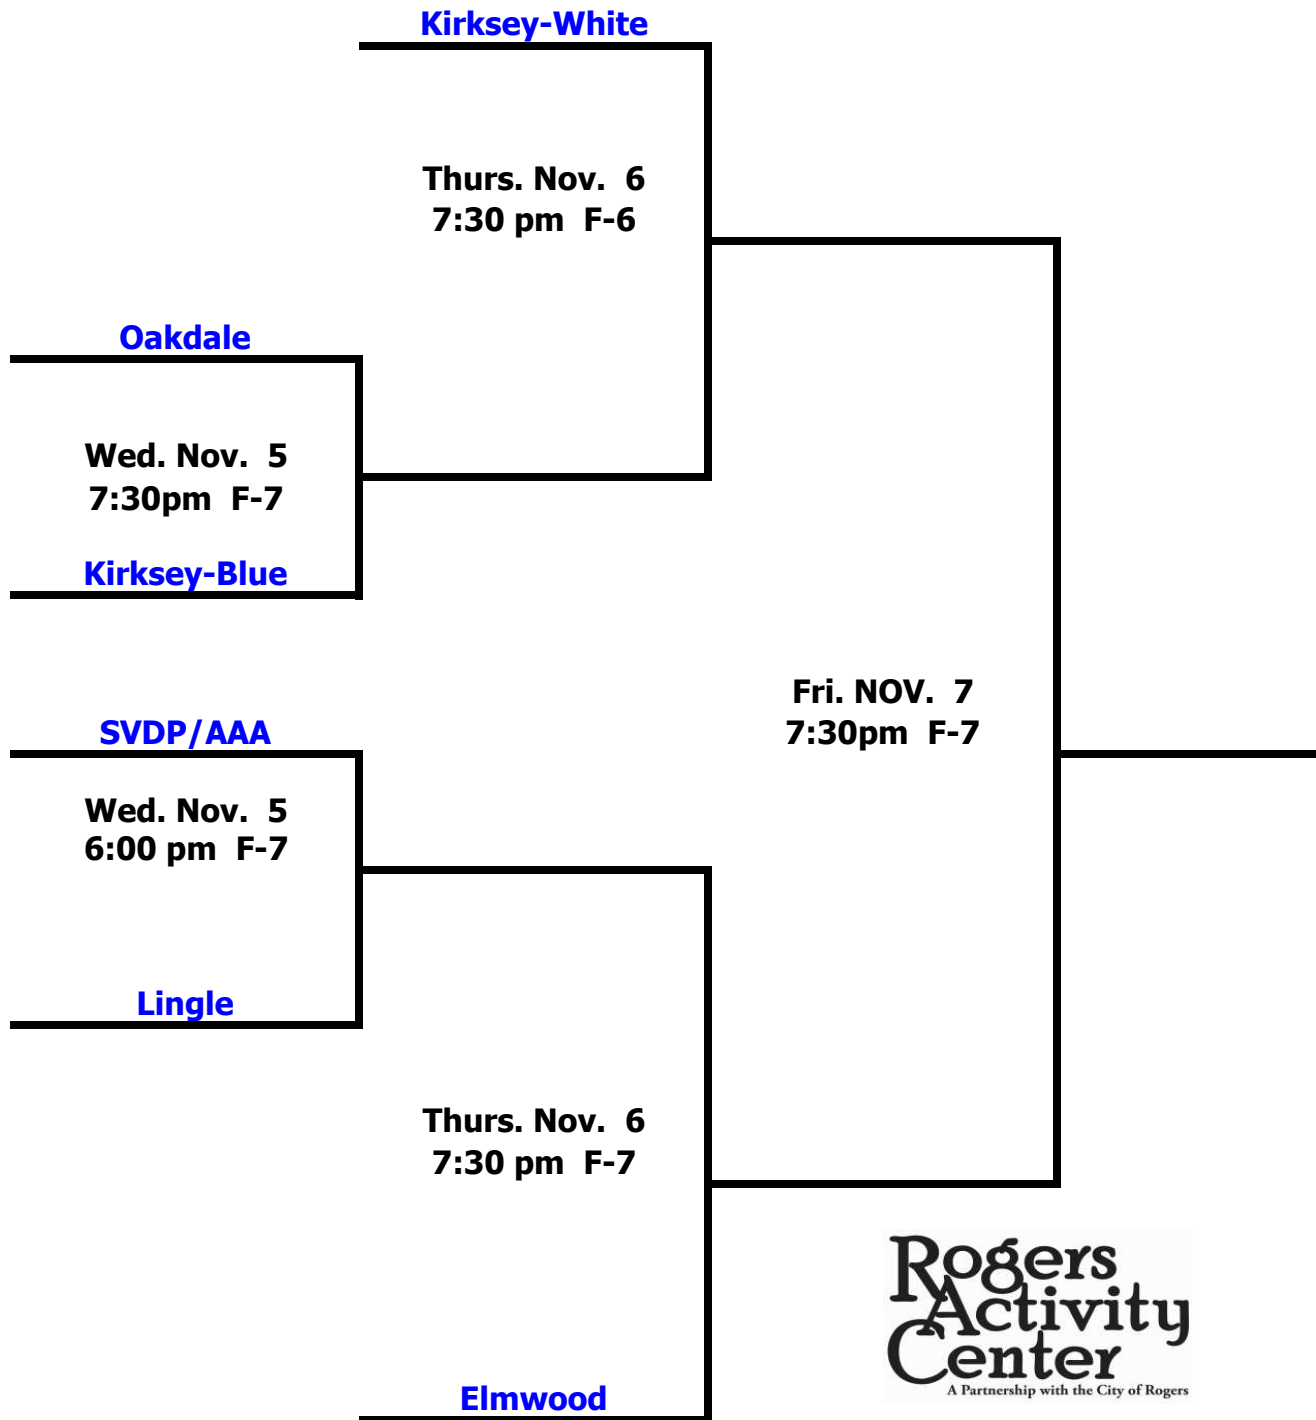 Kirksey-White
Thurs. Nov.  6
7:30 pm  F-6
Oakdale
Wed. Nov.  5
7:30pm  F-7
Kirksey-Blue
Fri. NOV.  7
7:30pm  F-7
SVDP/AAA
Wed. Nov.  5
6:00 pm  F-7
Lingle
Thurs. Nov.  6
7:30 pm  F-7
Rogers
Activity
Center
A Partnership with the City of Rogers
Elmwood